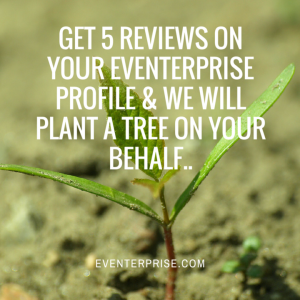 GET 5 REVIEWS ON
YOUR EVENTERPRISE
PROFILE & WE WILL
PLANT A TREE ON YOUR
BEHALF..
EVENTERPRISE.COM